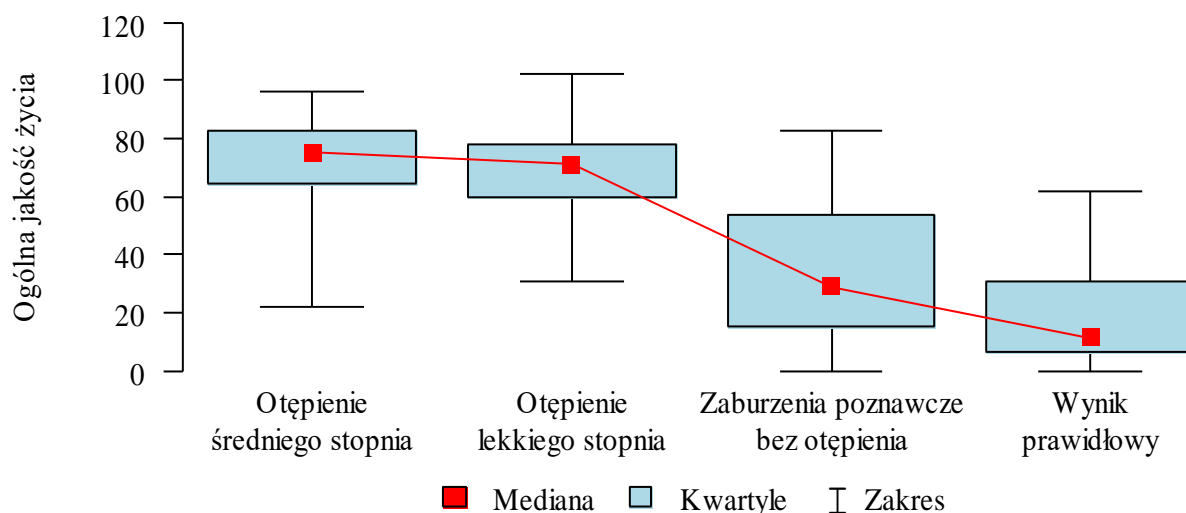 Ogólna jakość życia
120
100
80
60
40
20
0
Otępienie
średniego stopnia
Otępienie
lekkiego stopnia
Zaburzenia poznawcze
bez otępienia
Wynik
prawidłowy
Mediana
Kwartyle
Zakres